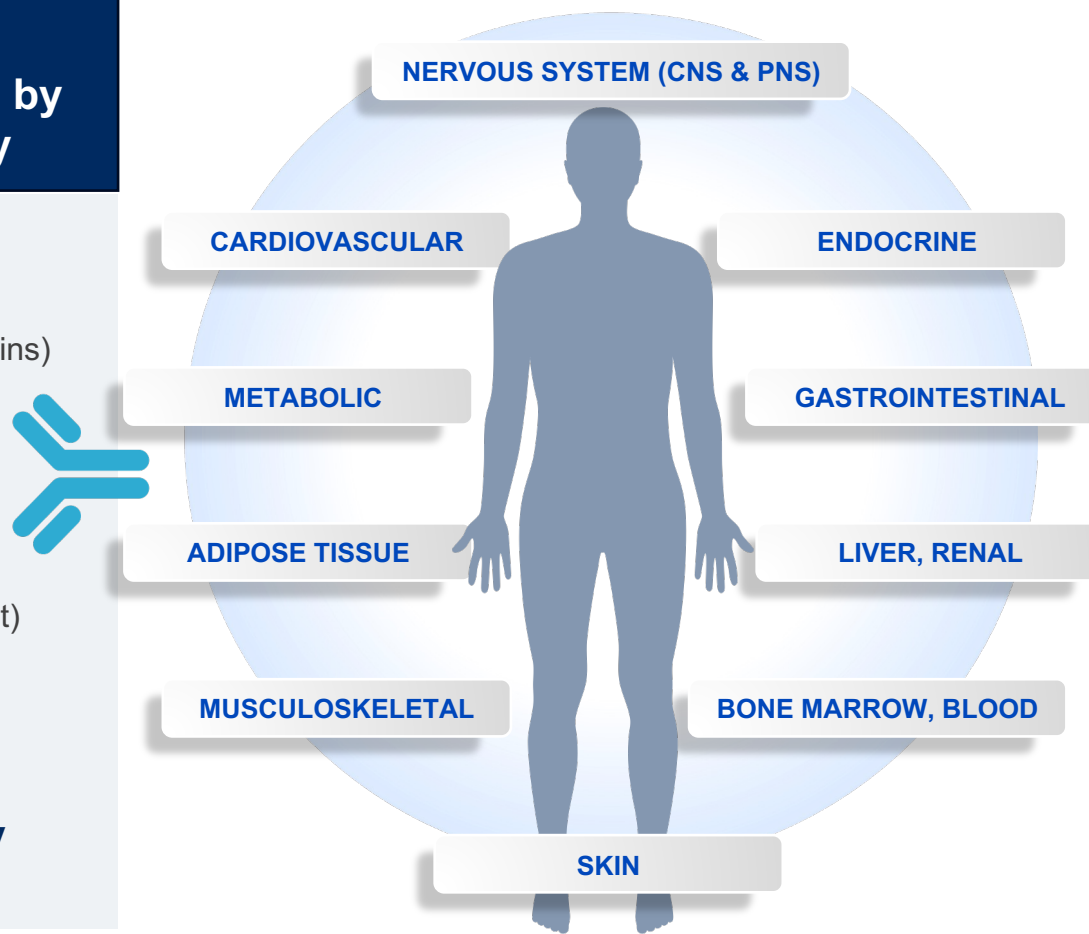 by
y
ins)
t)
y
NERVOUS SYSTEM (CNS & PNS)
CARDIOVASCULAR
ENDOCRINE
METABOLIC
GASTROINTESTINAL
ADIPOSE TISSUE
LIVER, RENAL
MUSCULOSKELETAL
BONE MARROW, BLOOD
SKIN